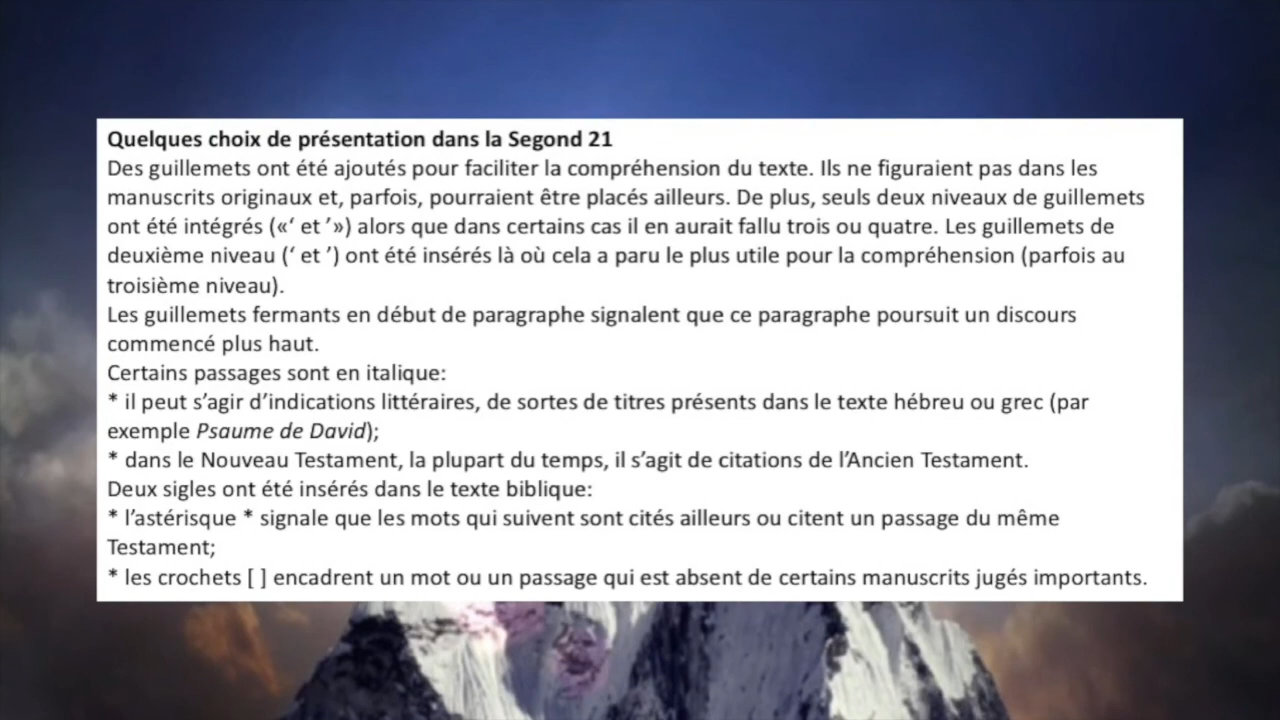 Quelques choix de présentation dans la Segond 21
Des guillemets ont été ajoutés pour faciliter la compréhension du texte. Ils ne figuraient pas dans les
manuscrits originaux et, parfois, pourraient être placés ailleurs. De plus, seuls deux niveaux de guillemets
ont été intégrés («‘ et ’») alors que dans certains cas il en aurait fallu trois ou quatre. Les guillemets de
deuxième niveau (‘ et ’) ont été insérés là où cela a paru le plus utile pour la compréhension (parfois au
troisième niveau).
Les guillemets fermants en début de paragraphe signalent que ce paragraphe poursuit un discours
commencé plus haut.
Certains passages sont en italique:
* il peut s’agir d’indications littéraires, de sortes de titres présents dans le texte hébreu ou grec (par
exemple Psaume de David);
* dans le Nouveau Testament, la plupart du temps, il s’agit de citations de l’Ancien Testament.
Deux sigles ont été insérés dans le texte biblique:
* l’astérisque * signale que les mots qui suivent sont cités ailleurs ou citent un passage du même
Testament;
* les crochets [ ] encadrent un mot ou un passage qui est absent de certains manuscrits jugés importants.